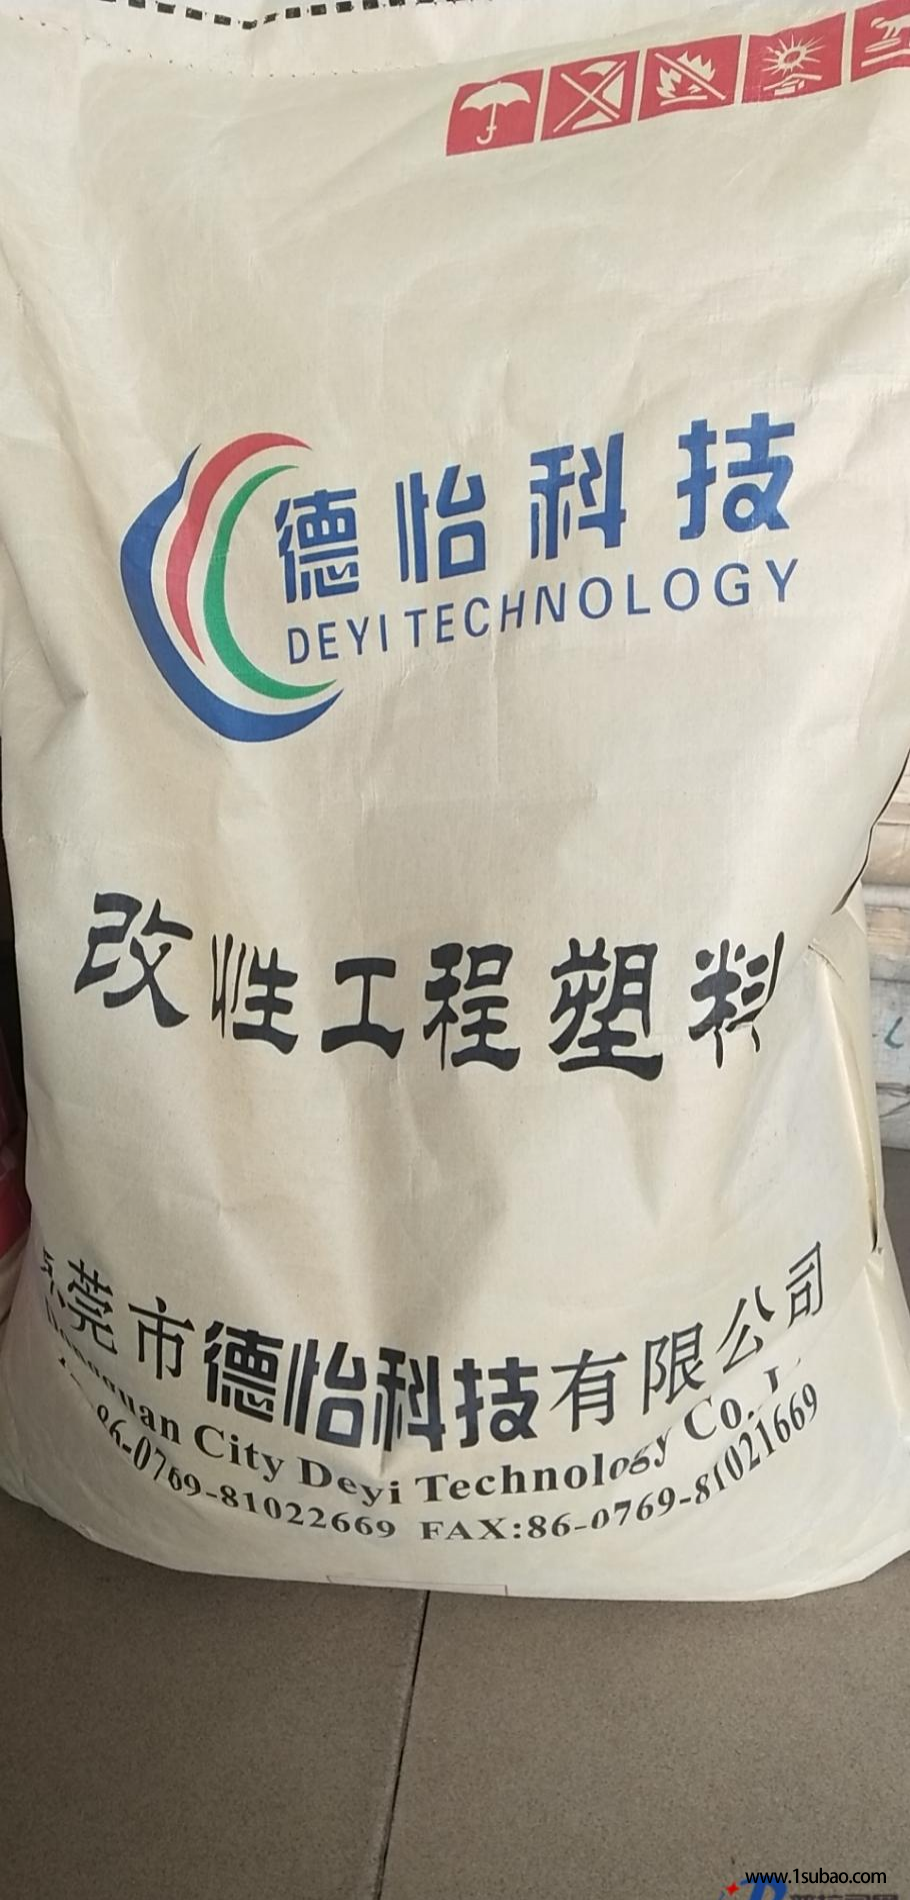 德怡科技
DEYI TECHNOLOGY
改性工程塑料
莞市德怡科技有限公司
City Deyi Technology Co.
86-0769-81022669 FAX:86-0769-81021669
www.1subao.com